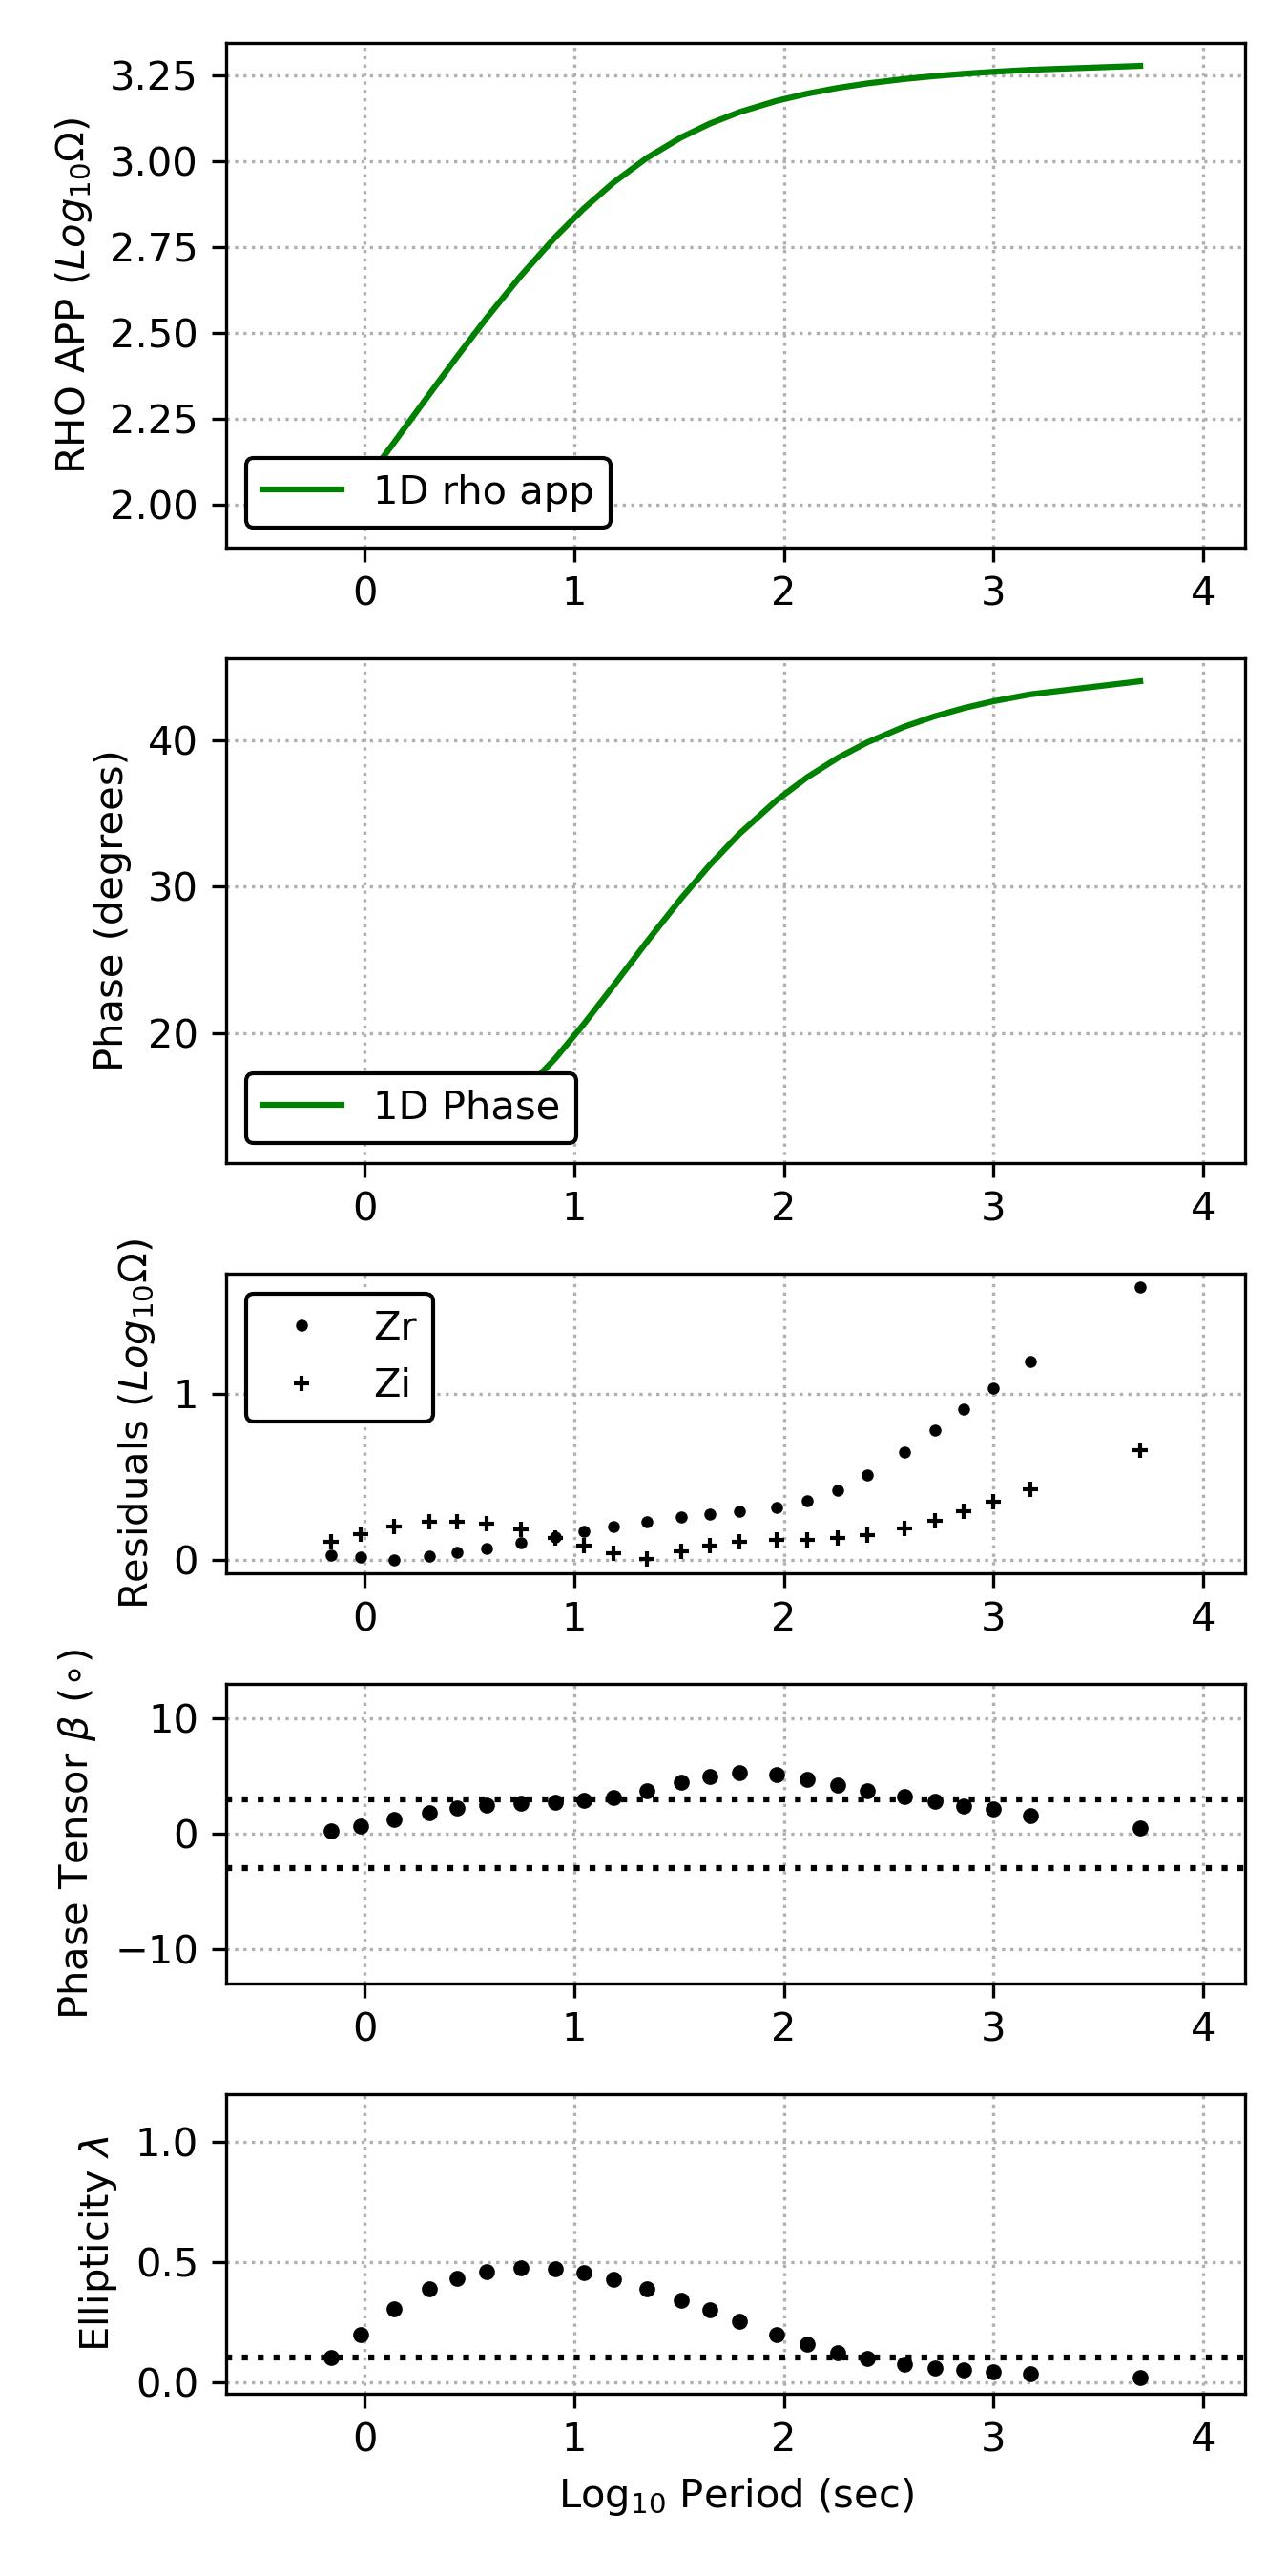 RHO APP (Log₁₀Ω)
3.25
3.00
2.75
2.50
2.25
2.00
1D rho app
0 1 2 3 4
Phase (degrees)
40
30
20
1D Phase
0 1 2 3 4
Residuals (Log₁₀Ω)
Zr
Zi
1
0
0 1 2 3 4
Phase Tensor β (∘)
10
0
−10
0 1 2 3 4
Ellipticity λ
1.0
0.5
0.0
0 1 2 3 4
Log₁₀ Period (sec)